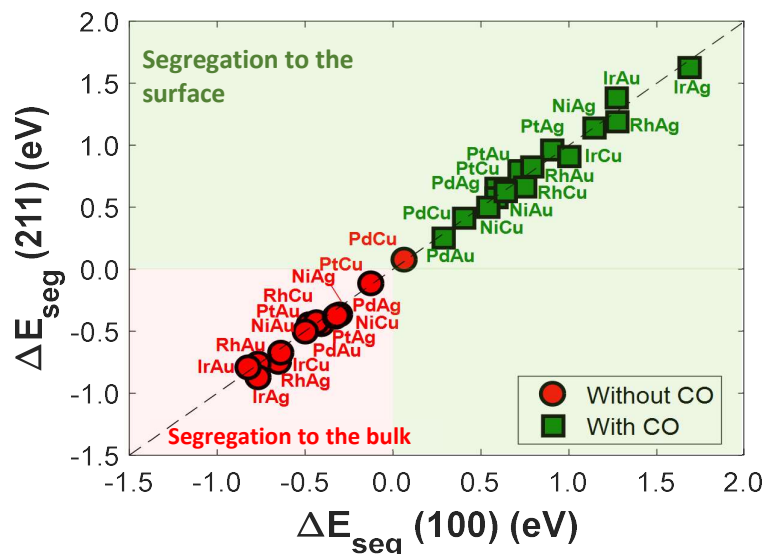 2.0
1.5
1.0
0.5
0.0
-0.5
-1.0
-1.5
ΔE_seg (211) (eV)
Segregation to the
surface
IrAu
IrAg
NiAg
RhAg
PtAg
PtAu
IrCu
PtCu
RhAu
PdAg
RhCu
PdCu
NiAu
NiCu
PdAu
PdCu
PtCu
NiAg
RhCu
PdAg
PtAu
NiCu
NiAu
PtAg
RhAu
PdAu
IrAu
IrCu
RhAg
IrAg
Segregation to the bulk
Without CO
With CO
-1.5 -1.0 -0.5 0.0 0.5 1.0 1.5 2.0
ΔE_seg (100) (eV)